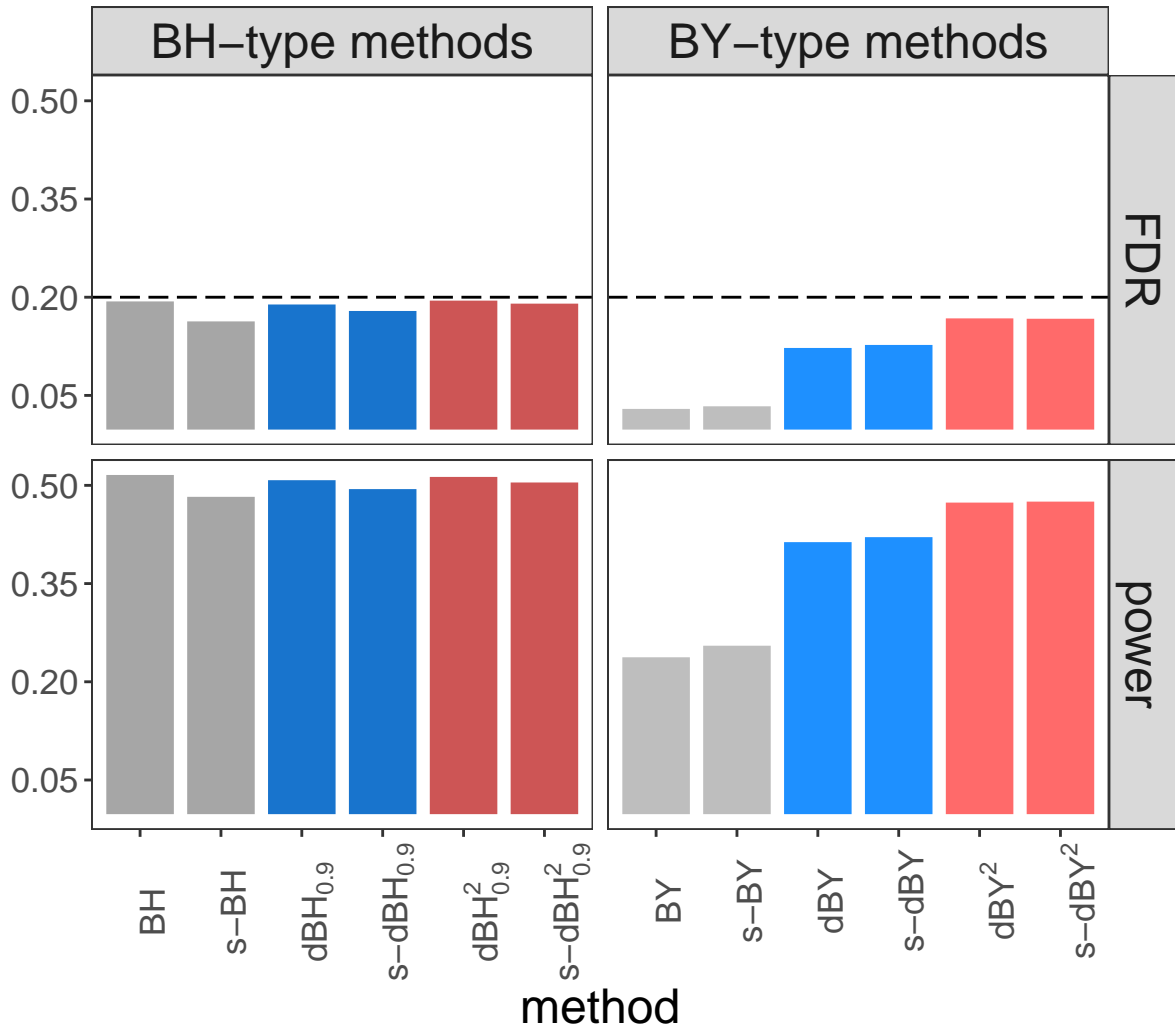 BH−type methods
BY−type methods
0.50
0.35
0.20
0.05
FDR
0.50
0.35
0.20
0.05
power
BH
s−BH
dBH₀.₉
s−dBH₀.₉
dBH²₀.₉
s−dBH²₀.₉
BY
s−BY
dBY
s−dBY
dBY²
s−dBY²
method